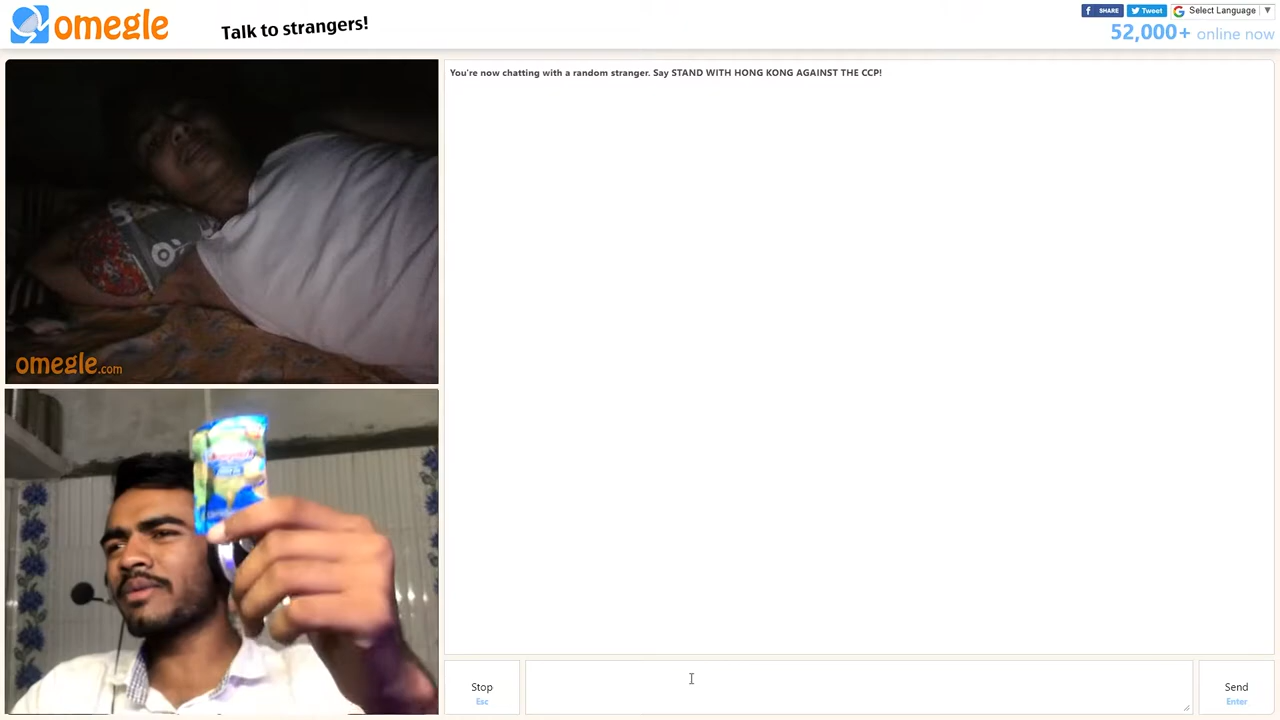 omegle
Talk to strangers!
f SHARE
Tweet
G Select Language ▼
52,000+ online now
You're now chatting with a random stranger. Say STAND WITH HONG KONG AGAINST THE CCP!
omegle.com
Stop
Esc
Send
Enter